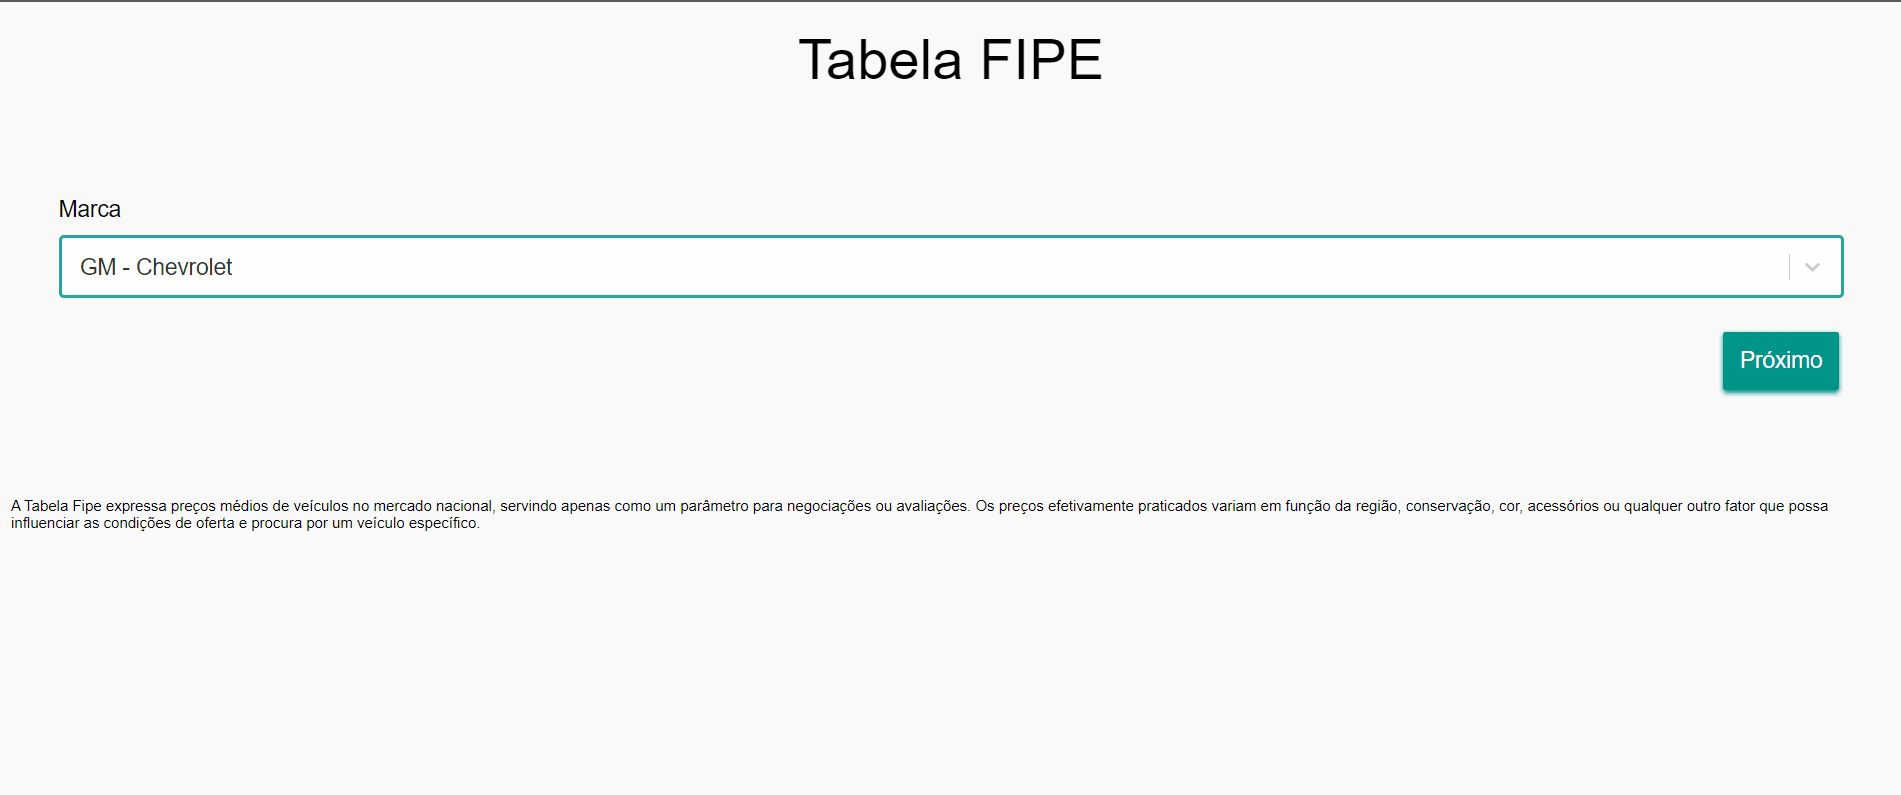 Tabela FIPE
Marca
GM - Chevrolet
Próximo
A Tabela Fipe expressa preços médios de veículos no mercado nacional, servindo apenas como um parâmetro para negociações ou avaliações. Os preços efetivamente praticados variam em função da região, conservação, cor, acessórios ou qualquer outro fator que possa
influenciar as condições de oferta e procura por um veículo específico.